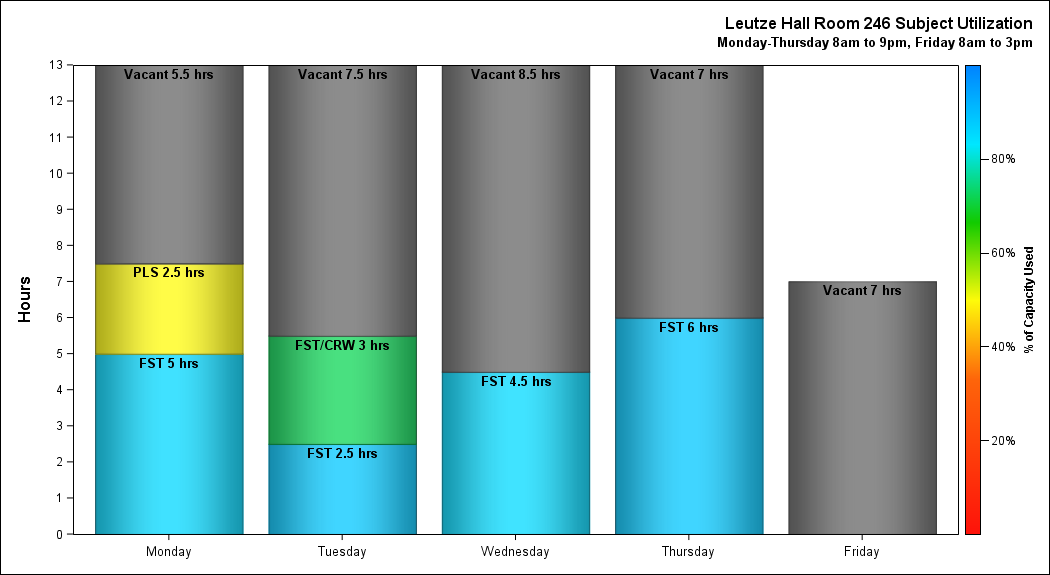 Leutze Hall Room 246 Subject Utilization
Monday-Thursday 8am to 9pm, Friday 8am to 3pm
Hours
13
12
11
10
9
8
7
6
5
4
3
2
1
0
Vacant 5.5 hrs
PLS 2.5 hrs
FST 5 hrs
Vacant 7.5 hrs
FST/CRW 3 hrs
FST 2.5 hrs
Vacant 8.5 hrs
FST 4.5 hrs
Vacant 7 hrs
FST 6 hrs
Vacant 7 hrs
Monday
Tuesday
Wednesday
Thursday
Friday
80%
60%
40%
20%
% of Capacity Used